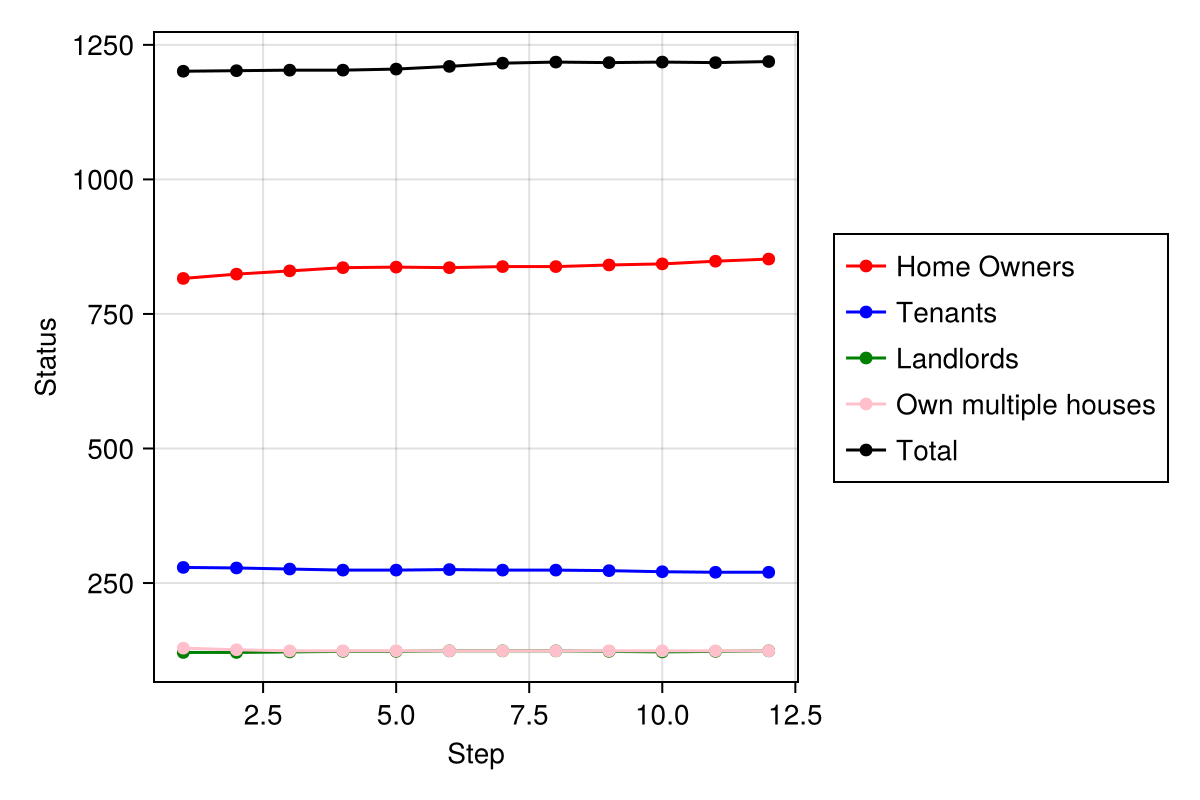 1250
1000
750
500
250
Status
2.5 5.0 7.5 10.0 12.5
Step
Home Owners
Tenants
Landlords
Own multiple houses
Total